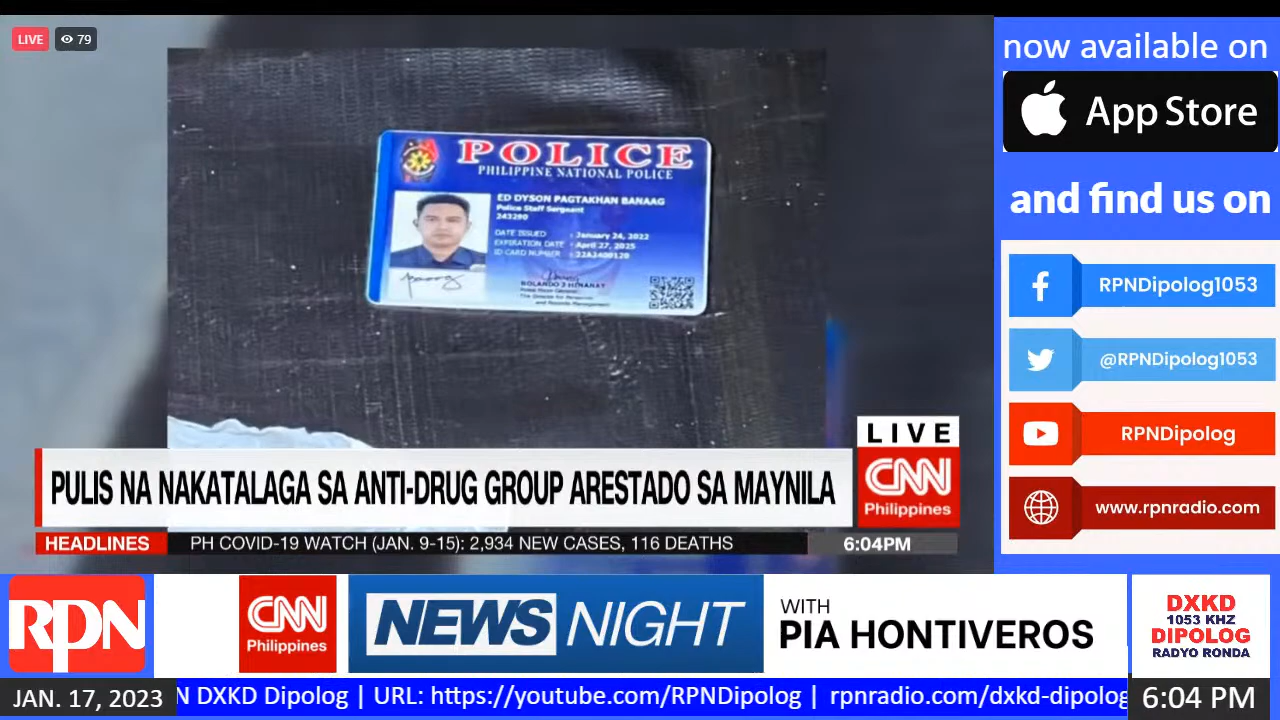 LIVE
79
POLICE
PHILIPPINE NATIONAL POLICE
ED DYSON PAGTAKHAN BANAAG
Police Staff Sergeant
243290
DATE ISSUED : January 24, 2022
EXPIRATION DATE : April 27, 2025
ID CARD NUMBER :
PULIS NA NAKATALAGA SA ANTI-DRUG GROUP ARESTADO SA MAYNILA
LIVE
CNN
Philippines
HEADLINES
PH COVID-19 WATCH (JAN. 9-15): 2,934 NEW CASES, 116 DEATHS
6:04PM
now available on
App Store
and find us on
RPNDipolog1053
@RPNDipolog1053
RPNDipolog
www.rpnradio.com
RPN
CNN
Philippines
NEWS NIGHT
WITH
PIA HONTIVEROS
DXKD
1053 KHZ
DIPOLOG
RADYO RONDA
JAN. 17, 2023
N DXKD Dipolog | URL: https://youtube.com/RPNDipolog | rpnradio.com/dxkd-dipolog
6:04 PM